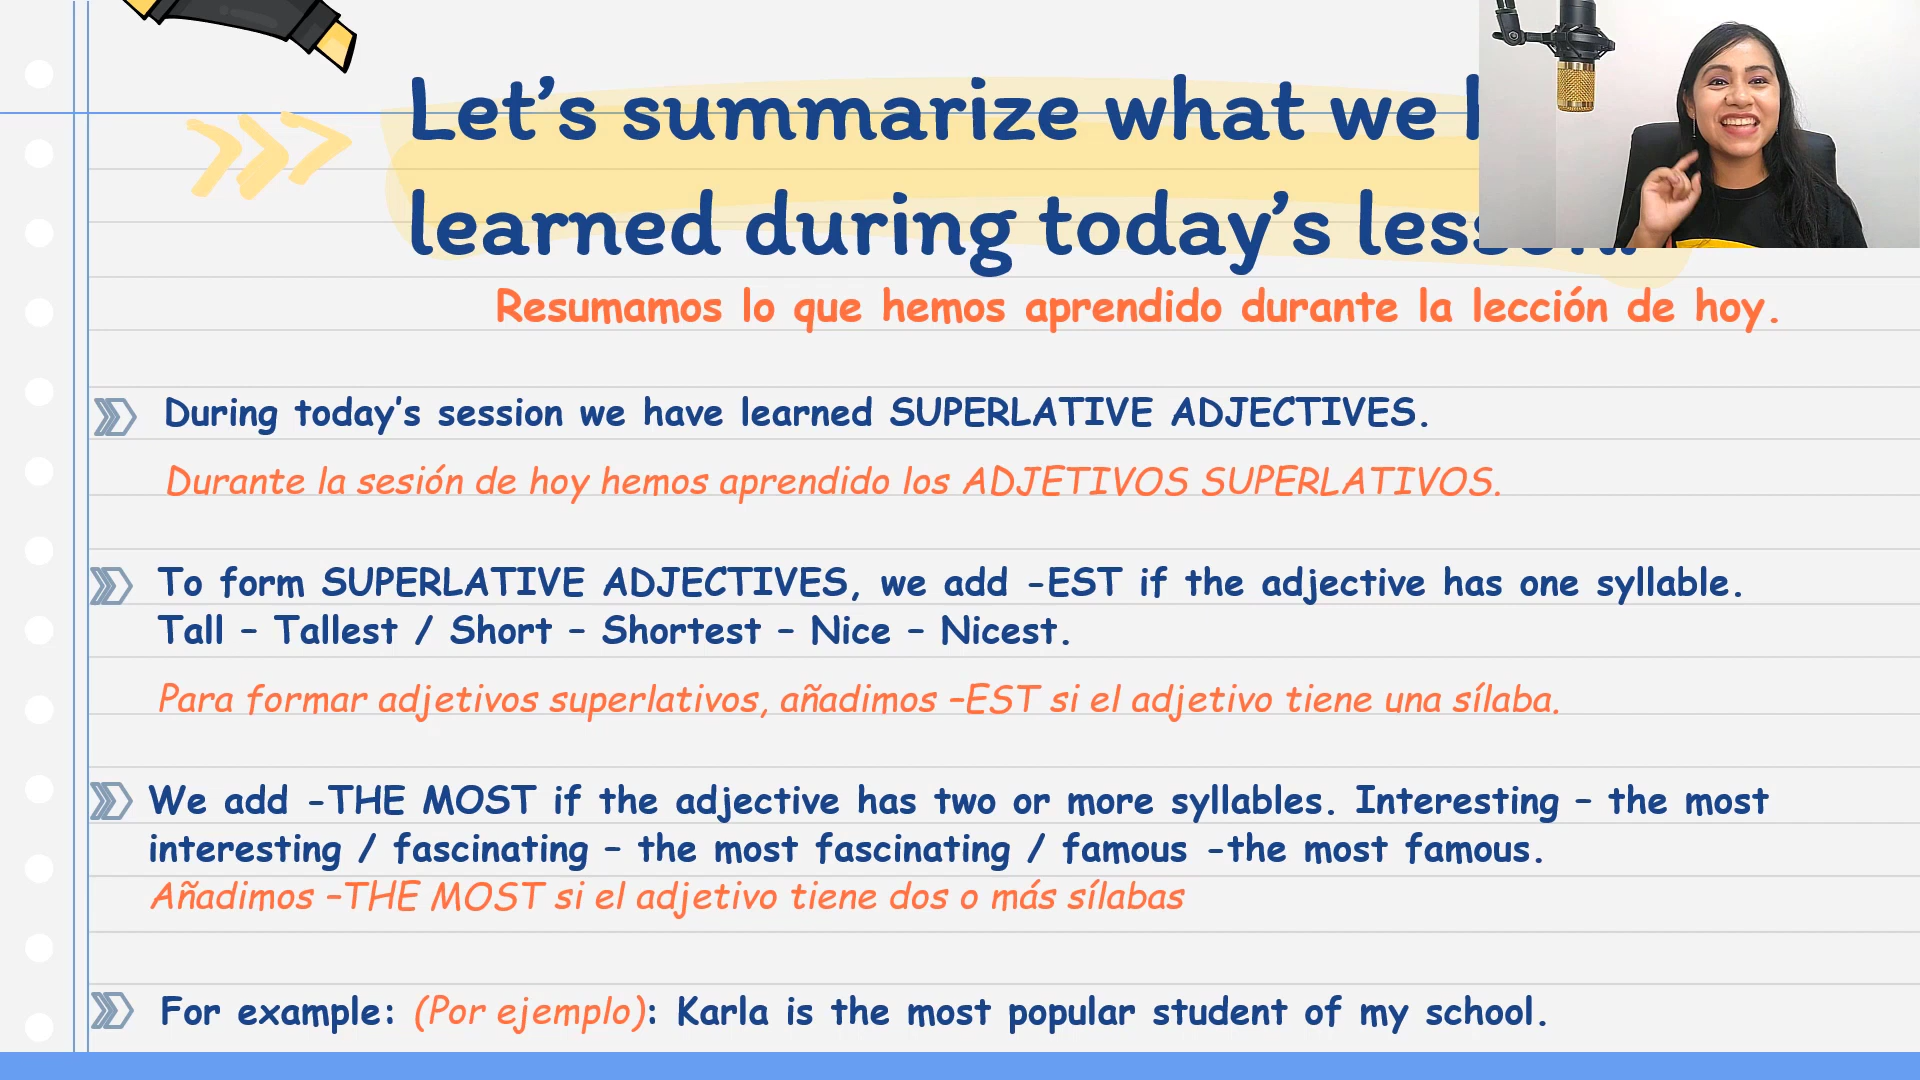 Let's summarize what we
learned during today's
Resumamos lo que hemos aprendido durante la lección de hoy.
During today's session we have learned SUPERLATIVE ADJECTIVES.
Durante la sesión de hoy hemos aprendido los ADJETIVOS SUPERLATIVOS.
To form SUPERLATIVE ADJECTIVES, we add -EST if the adjective has one syllable.
Tall – Tallest / Short – Shortest – Nice – Nicest.
Para formar adjetivos superlativos, añadimos –EST si el adjetivo tiene una sílaba.
We add -THE MOST if the adjective has two or more syllables. Interesting – the most
interesting / fascinating – the most fascinating / famous -the most famous.
Añadimos –THE MOST si el adjetivo tiene dos o más sílabas
For example: (Por ejemplo): Karla is the most popular student of my school.